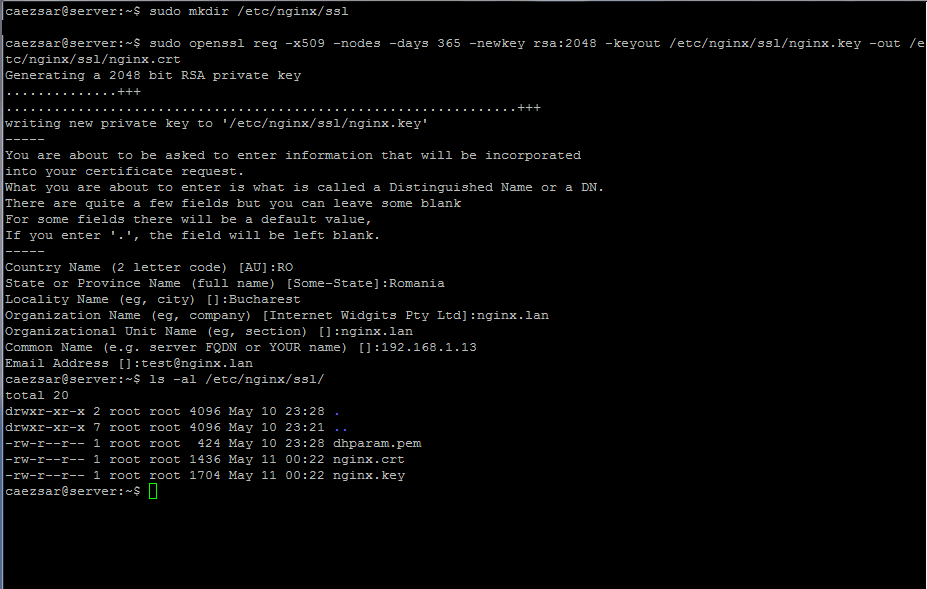 caezsar@server:~$ sudo mkdir /etc/nginx/ssl
caezsar@server:~$ sudo openssl req -x509 -nodes -days 365 -newkey rsa:2048 -keyout /etc/nginx/ssl/nginx.key -out /e
tc/nginx/ssl/nginx.crt
Generating a 2048 bit RSA private key
..............+++
................................................................+++
writing new private key to '/etc/nginx/ssl/nginx.key'
-----
You are about to be asked to enter information that will be incorporated
into your certificate request.
What you are about to enter is what is called a Distinguished Name or a DN.
There are quite a few fields but you can leave some blank
For some fields there will be a default value,
If you enter '.', the field will be left blank.
-----
Country Name (2 letter code) [AU]:RO
State or Province Name (full name) [Some-State]:Romania
Locality Name (eg, city) []:Bucharest
Organization Name (eg, company) [Internet Widgits Pty Ltd]:nginx.lan
Organizational Unit Name (eg, section) []:nginx.lan
Common Name (e.g. server FQDN or YOUR name) []:192.168.1.13
Email Address []:test@nginx.lan
caezsar@server:~$ ls -al /etc/nginx/ssl/
total 20
drwxr-xr-x 2 root root 4096 May 10 23:28 .
drwxr-xr-x 7 root root 4096 May 10 23:21 ..
-rw-r--r-- 1 root root  424 May 10 23:28 dhparam.pem
-rw-r--r-- 1 root root 1436 May 11 00:22 nginx.crt
-rw-r--r-- 1 root root 1704 May 11 00:22 nginx.key
caezsar@server:~$